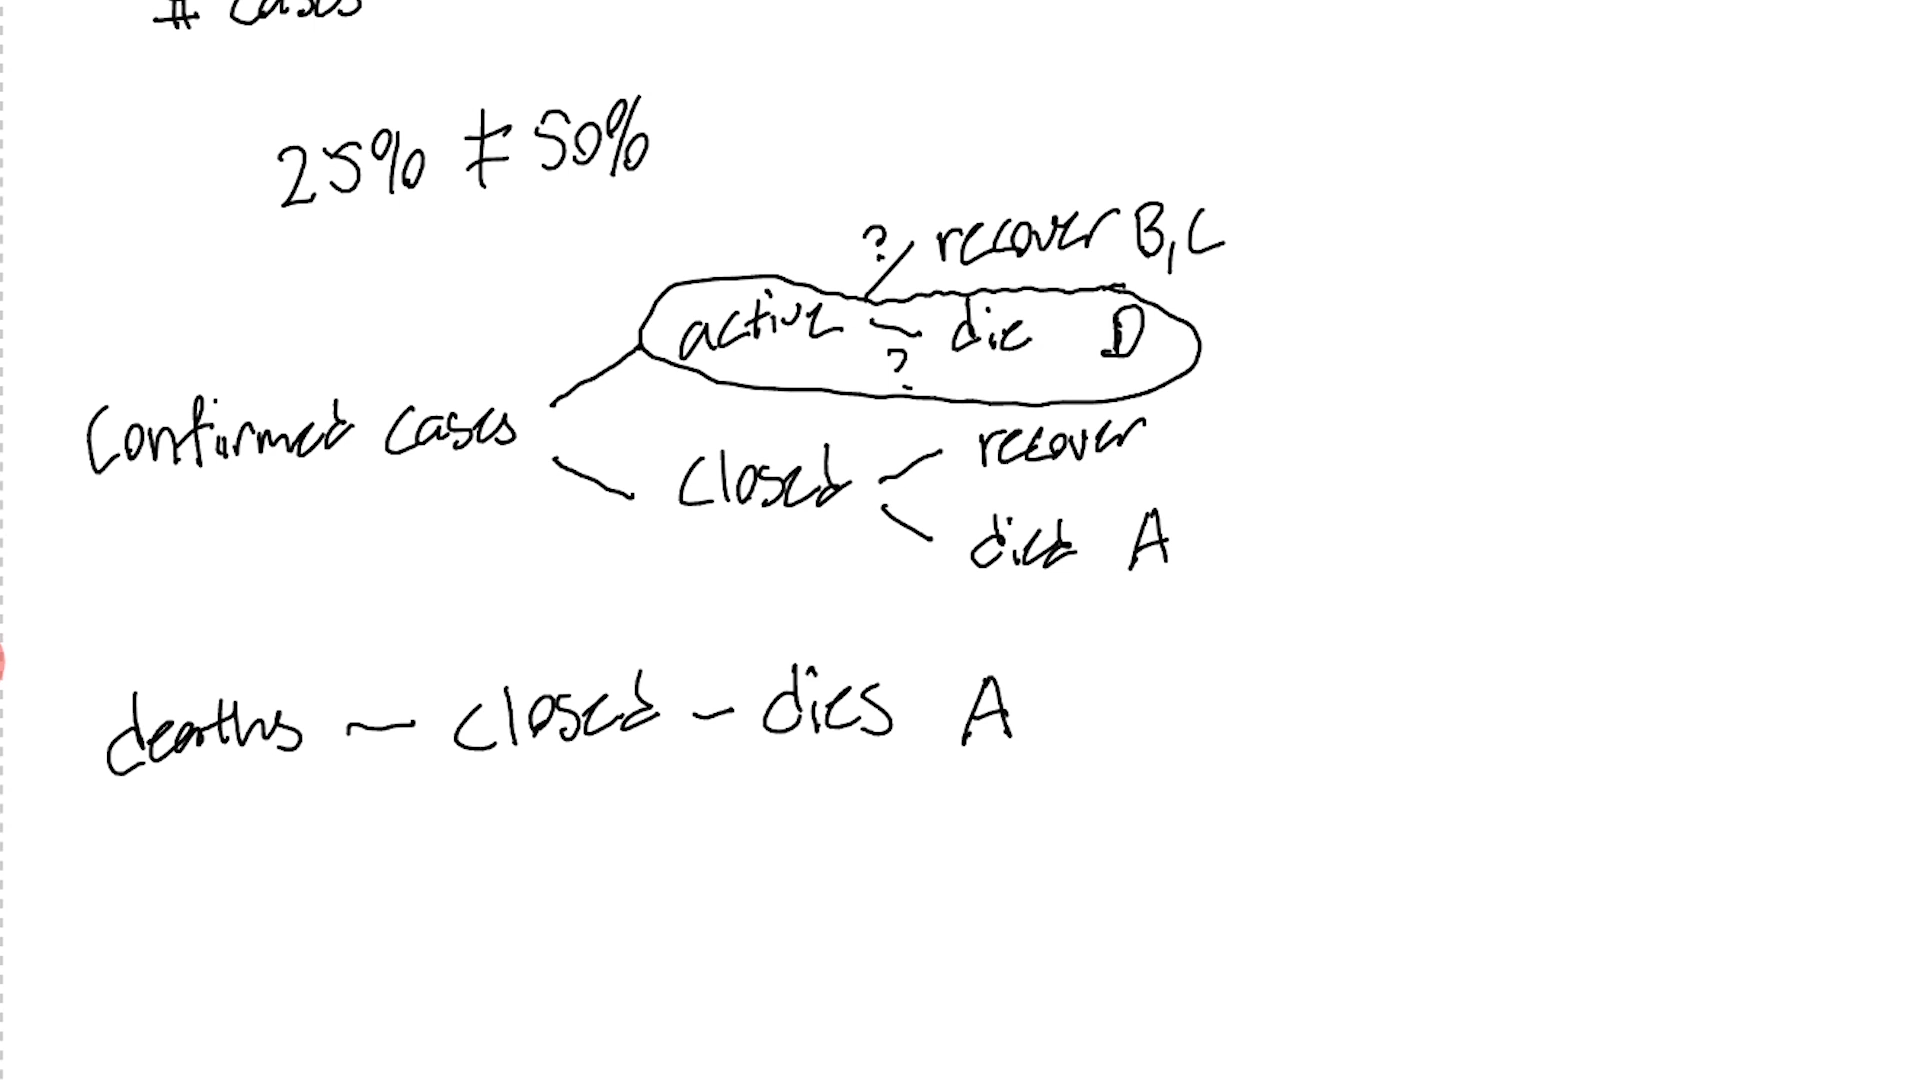 # cases
25% ≠ 50%
? recover B, C
active - die D
?
Confirmed cases
closed - recover
died A
deaths - closed - dies A